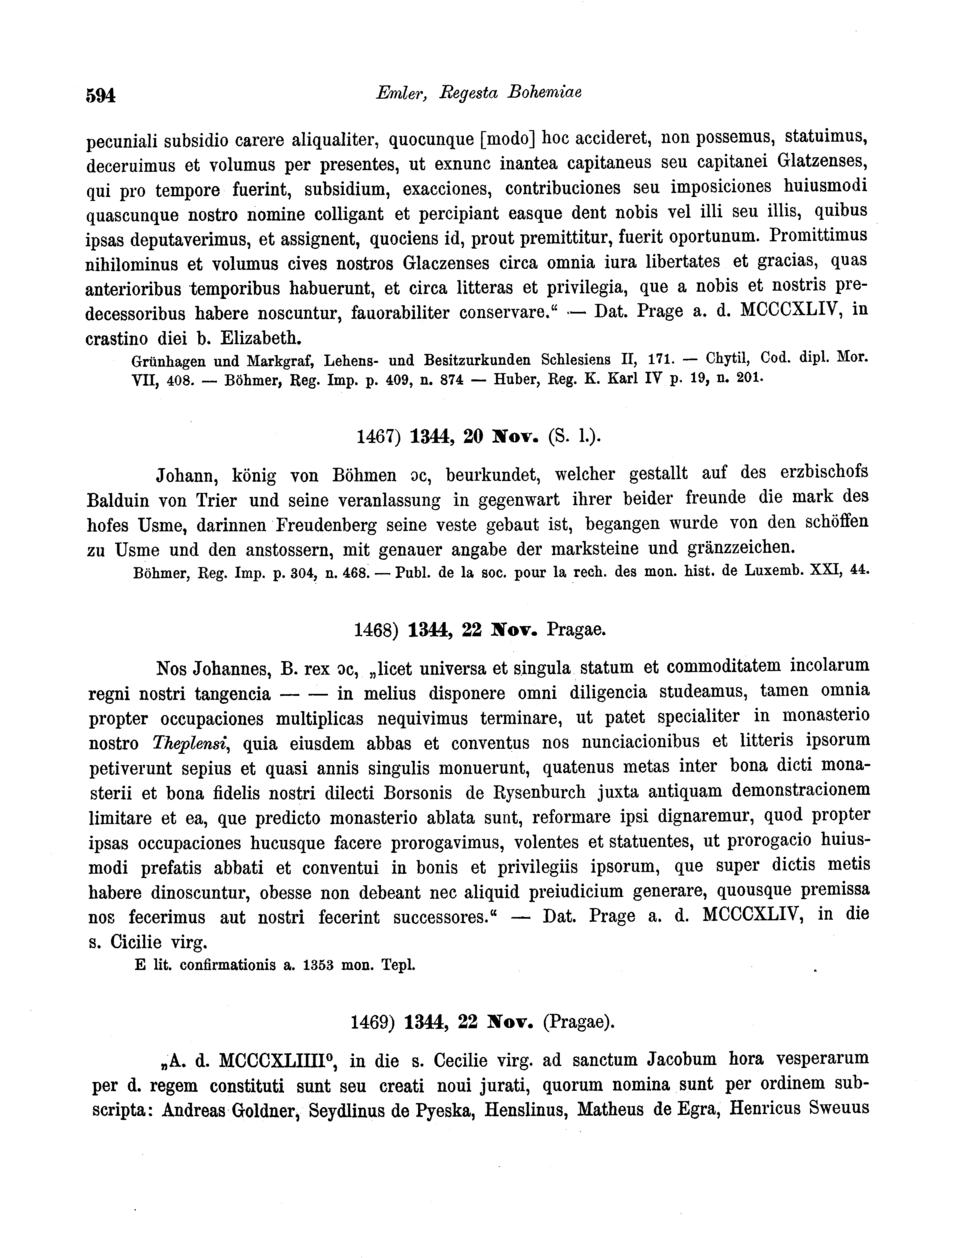 594 Emler, Regesta Bohemiae
pecuniali subsidio carere aliqualiter, quocunque [modo] hoc accideret, non possemus, statuimus,
deceruimus et volumus per presentes, ut exnunc inantea capitaneus seu capitanei Glatzenses,
qui pro tempore fuerint, subsidium, exacciones, contribuciones seu imposiciones huiusmodi
quascunque nostro nomine colligant et percipiant easque dent nobis vel illi seu illis, quibus
ipsas deputaverimus, et assignent, quociens id, prout premittitur, fuerit oportunum. Promittimus
nihilominus et volumus cives nostros Glaczenses circa omnia iura libertates et gracias, quas
anterioribus temporibus habuerunt, et circa litteras et privilegia, que a nobis et nostris pre-
decessoribus habere noscuntur, fauorabiliter conservare.“ — Dat. Prage a. d. MCCCXLIV, in
crastino diei b. Elizabeth.
Grünhagen und Markgraf, Lehens- und Besitzurkunden Schlesiens II, 171. — Chytil, Cod. dipl. Mor.
VII, 408. — Böhmer, Reg. Imp. p. 409, n. 874 — Huber, Reg. K. Karl IV p. 19, n. 201.
1467) 1344, 20 Nov. (S. l.).
Johann, könig von Böhmen ɔc, beurkundet, welcher gestallt auf des erzbischofs
Balduin von Trier und seine veranlassung in gegenwart ihrer beider freunde die mark des
hofes Usme, darinnen Freudenberg seine veste gebaut ist, begangen wurde von den schöffen
zu Usme und den anstossern, mit genauer angabe der marksteine und gränzzeichen.
Böhmer, Reg. Imp. p. 304, n. 468. — Publ. de la soc. pour la rech. des mon. hist. de Luxemb. XXI, 44.
1468) 1344, 22 Nov. Pragae.
Nos Johannes, B. rex ɔc, „licet universa et singula statum et commoditatem incolarum
regni nostri tangencia — — in melius disponere omni diligencia studeamus, tamen omnia
propter occupaciones multiplicas nequivimus terminare, ut patet specialiter in monasterio
nostro Theplensi, quia eiusdem abbas et conventus nos nunciacionibus et litteris ipsorum
petiverunt sepius et quasi annis singulis monuerunt, quatenus metas inter bona dicti mona-
sterii et bona fidelis nostri dilecti Borsonis de Rysenburch juxta antiquam demonstracionem
limitare et ea, que predicto monasterio ablata sunt, reformare ipsi dignaremur, quod propter
ipsas occupaciones hucusque facere prorogavimus, volentes et statuentes, ut prorogacio huius-
modi prefatis abbati et conventui in bonis et privilegiis ipsorum, que super dictis metis
habere dinoscuntur, obesse non debeant nec aliquid preiudicium generare, quousque premissa
nos fecerimus aut nostri fecerint successores.“ — Dat. Prage a. d. MCCCXLIV, in die
s. Cicilie virg.
E lit. confirmationis a. 1353 mon. Tepl.
1469) 1344, 22 Nov. (Pragae).
„A. d. MCCCXLIIII⁰, in die s. Cecilie virg. ad sanctum Jacobum hora vesperarum
per d. regem constituti sunt seu creati noui jurati, quorum nomina sunt per ordinem sub-
scripta: Andreas Goldner, Seydlinus de Pyeska, Henslinus, Matheus de Egra, Henricus Sweuus